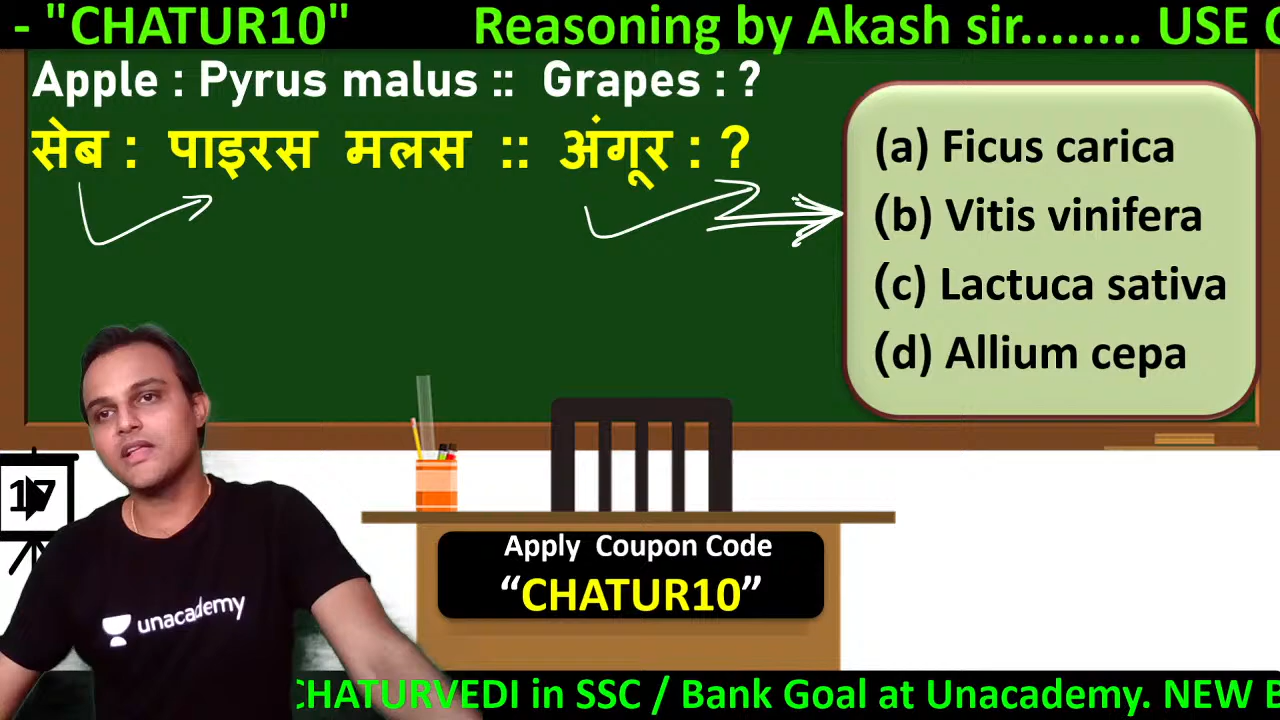 - "CHATUR10" Reasoning by Akash sir........ USE
Apple : Pyrus malus :: Grapes : ?
सेब : पाइरस मलस :: अंगूर : ?
(a) Ficus carica
(b) Vitis vinifera
(c) Lactuca sativa
(d) Allium cepa
17
unacademy
Apply Coupon Code
“CHATUR10”
CHATURVEDI in SSC / Bank Goal at Unacademy. NEW